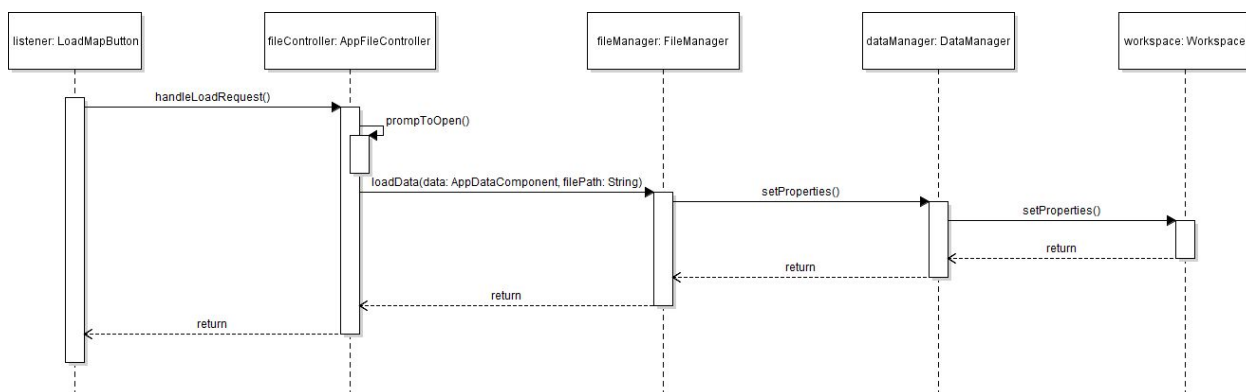 listener: LoadMapButton
fileController: AppFileController
fileManager: FileManager
dataManager: DataManager
workspace: Workspace
handleLoadRequest()
prompToOpen()
loadData(data: AppDataComponent, filePath: String)
setProperties()
setProperties()
return
return
return
return